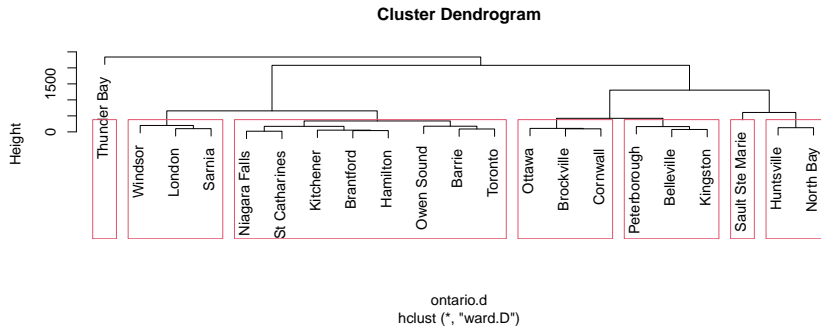 Cluster Dendrogram
Height
1500
0
Thunder Bay
Windsor
London
Sarnia
Niagara Falls
St Catharines
Kitchener
Brantford
Hamilton
Owen Sound
Barrie
Toronto
Ottawa
Brockville
Cornwall
Peterborough
Belleville
Kingston
Sault Ste Marie
Huntsville
North Bay
ontario.d
hclust (*, "ward.D")